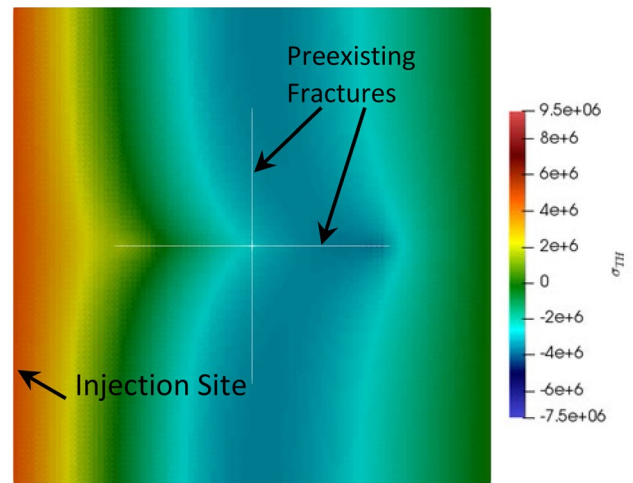 Preexisting
Fractures
Injection Site
9.5e+06
8e+6
6e+6
4e+6
2e+6
0
-2e+6
-4e+6
-6e+6
-7.5e+06
σTH